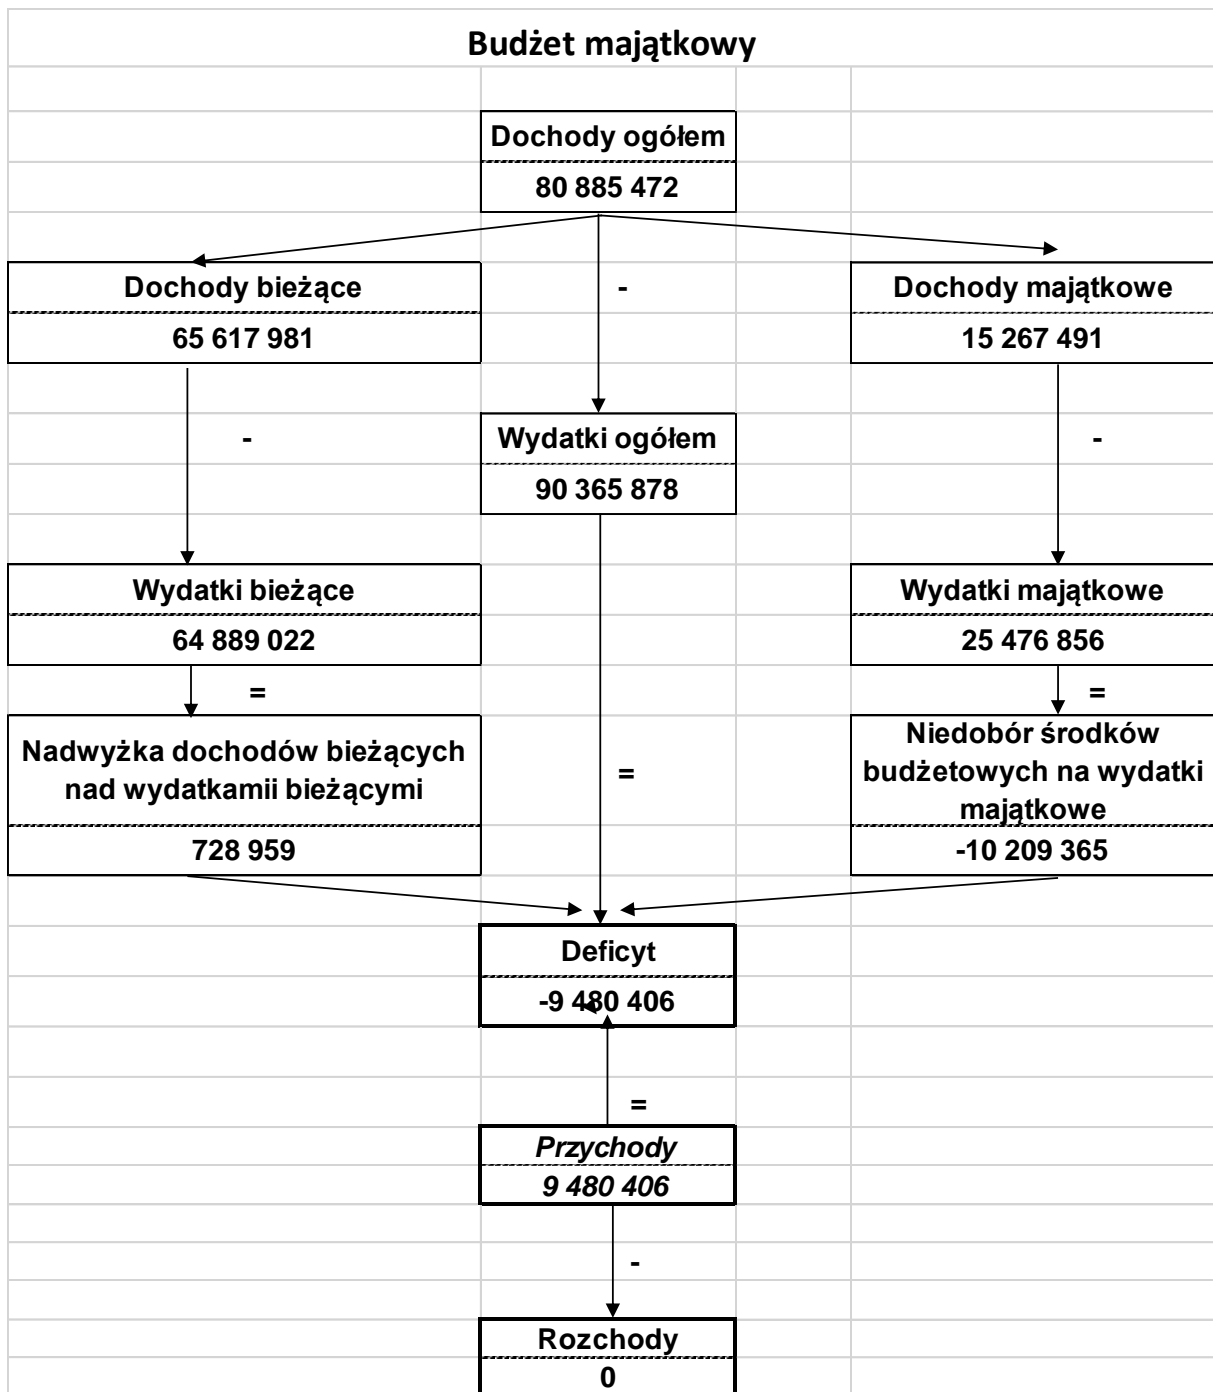 Budżet majątkowy
Dochody ogółem
80 885 472
Dochody bieżące
-
Dochody majątkowe
65 617 981
15 267 491
-
Wydatki ogółem
-
90 365 878
Wydatki bieżące
Wydatki majątkowe
64 889 022
25 476 856
=
=
Nadwyżka dochodów bieżących
nad wydatkamii bieżącymi
=
Niedobór środków
budżetowych na wydatki
majątkowe
728 959
-10 209 365
Deficyt
-9 480 406
=
Przychody
9 480 406
-
Rozchody
0